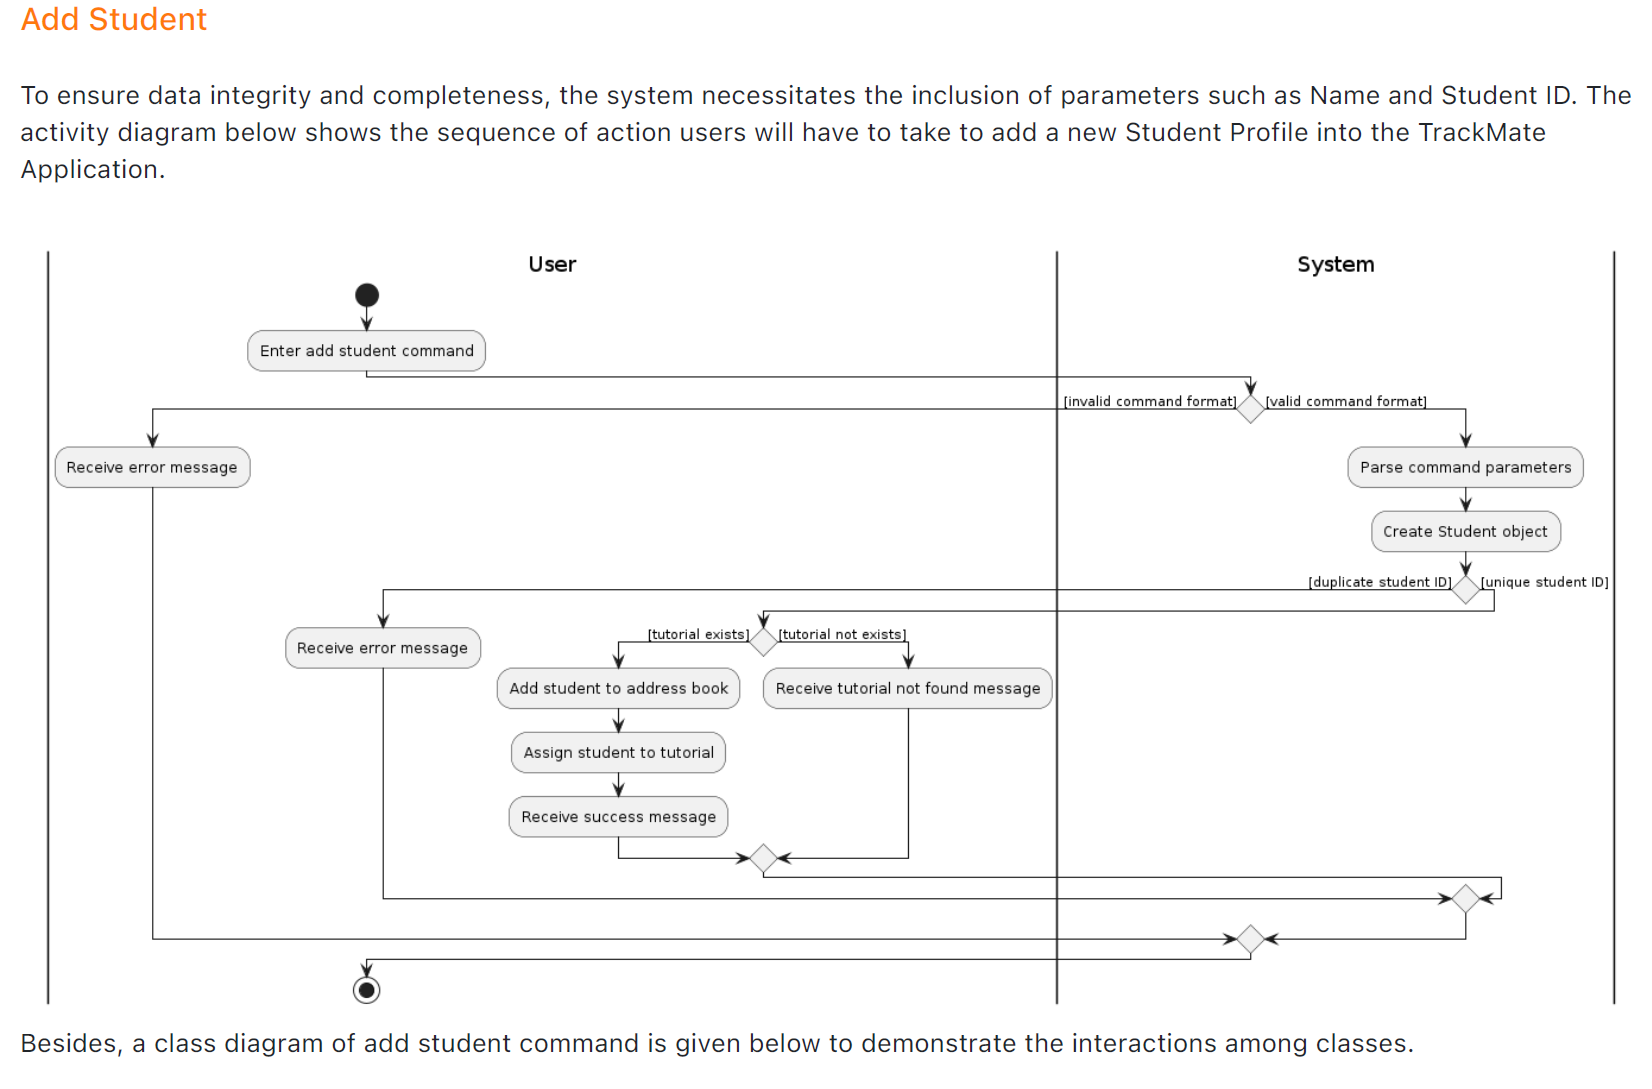 Add Student
To ensure data integrity and completeness, the system necessitates the inclusion of parameters such as Name and Student ID. The
activity diagram below shows the sequence of action users will have to take to add a new Student Profile into the TrackMate
Application.
User
System
Enter add student command
[invalid command format]
[valid command format]
Receive error message
Parse command parameters
Create Student object
[duplicate student ID]
[unique student ID]
Receive error message
[tutorial exists]
[tutorial not exists]
Add student to address book
Receive tutorial not found message
Assign student to tutorial
Receive success message
Besides, a class diagram of add student command is given below to demonstrate the interactions among classes.